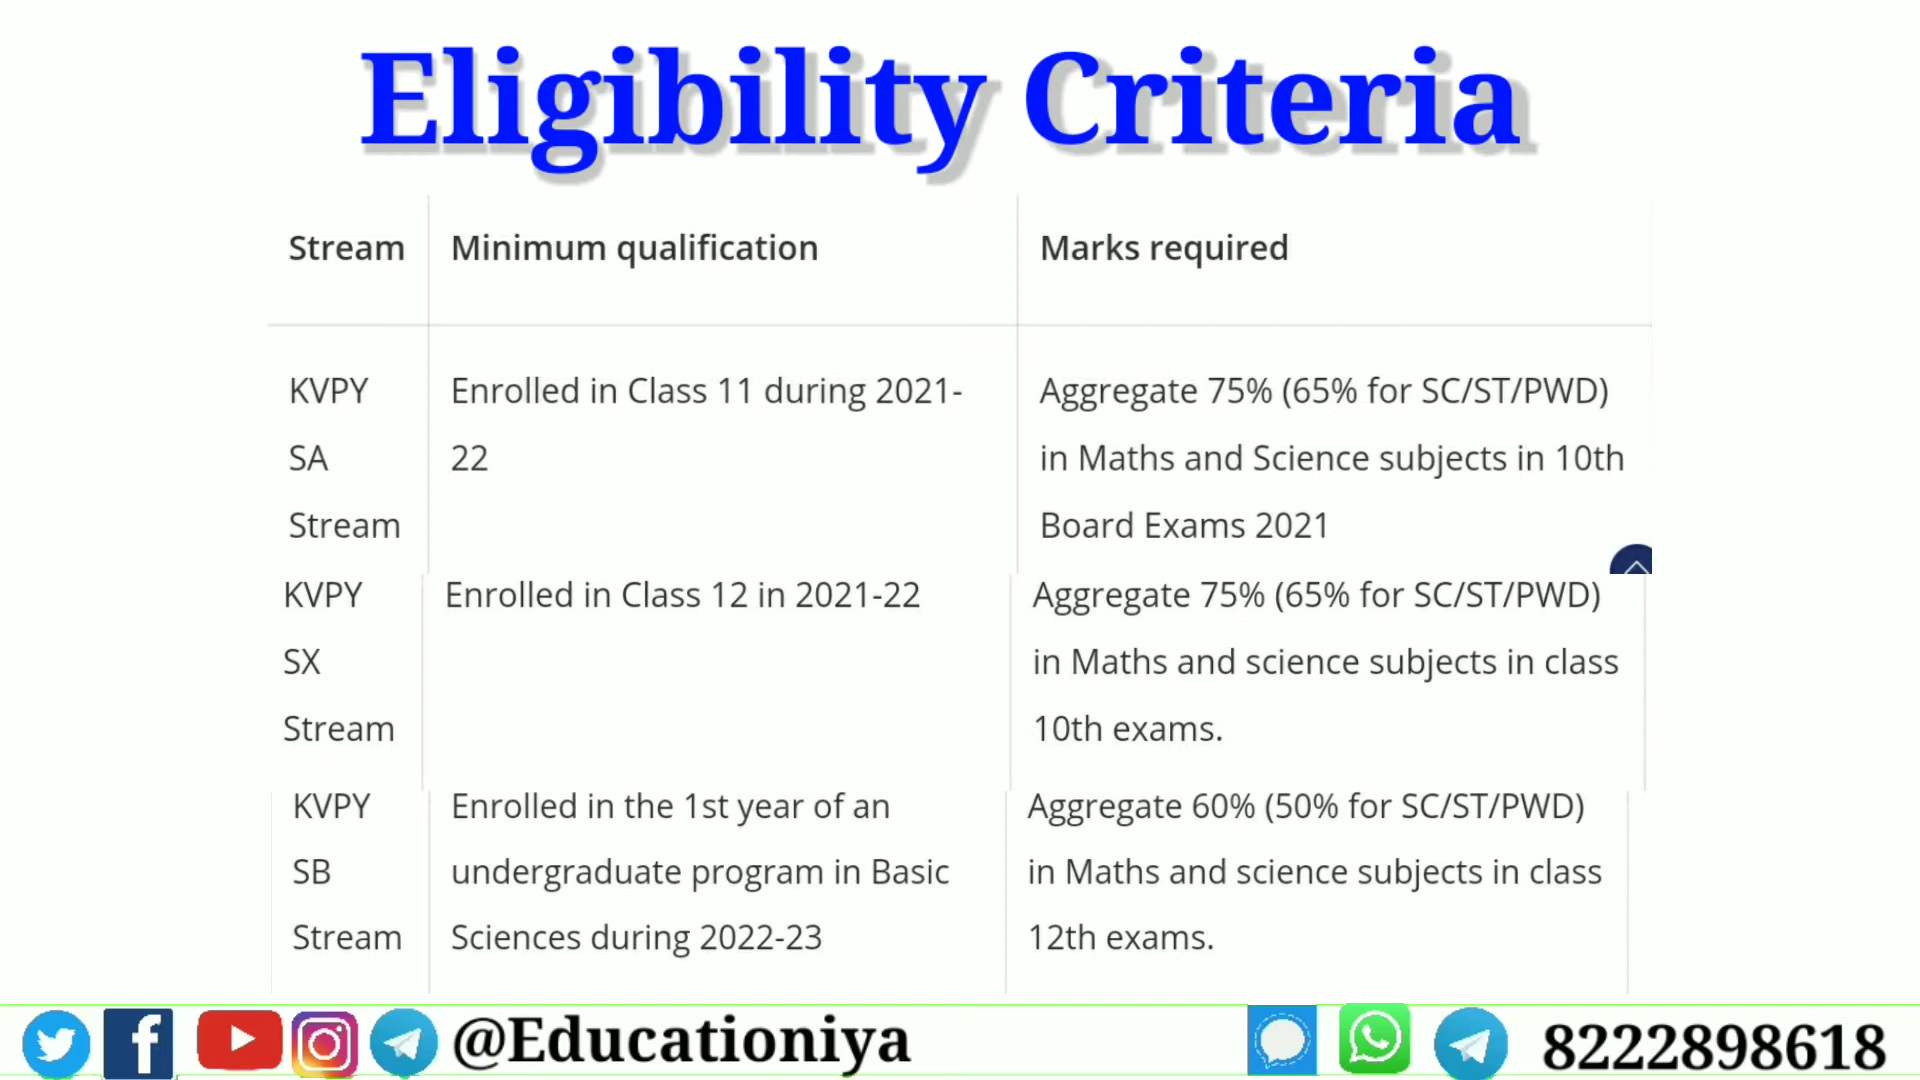 Eligibility Criteria
Stream Minimum qualification Marks required
KVPY Enrolled in Class 11 during 2021- Aggregate 75% (65% for SC/ST/PWD)
SA 22 in Maths and Science subjects in 10th
Stream Board Exams 2021
KVPY Enrolled in Class 12 in 2021-22 Aggregate 75% (65% for SC/ST/PWD)
SX in Maths and science subjects in class
Stream 10th exams.
KVPY Enrolled in the 1st year of an Aggregate 60% (50% for SC/ST/PWD)
SB undergraduate program in Basic in Maths and science subjects in class
Stream Sciences during 2022-23 12th exams.
@Educationiya 8222898618